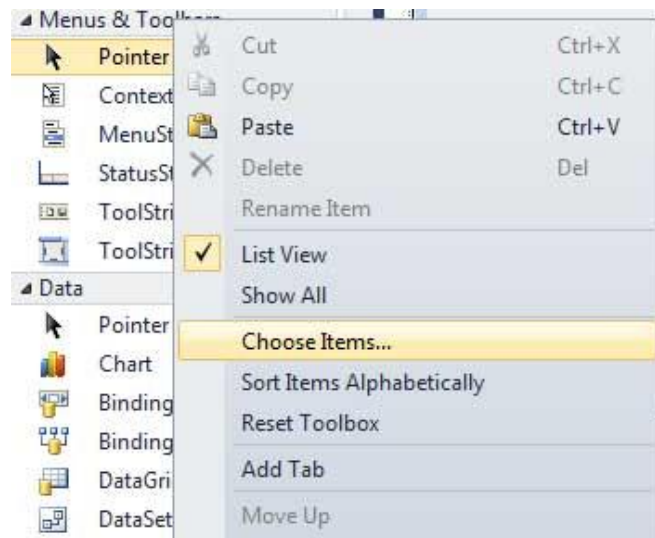 Menus & Toolbars
Pointer
Context
MenuSt
StatusSt
ToolStri
ToolStri
Data
Pointer
Chart
Binding
Binding
DataGri
DataSet
Cut Ctrl+X
Copy Ctrl+C
Paste Ctrl+V
Delete Del
Rename Item
List View
Show All
Choose Items...
Sort Items Alphabetically
Reset Toolbox
Add Tab
Move Up